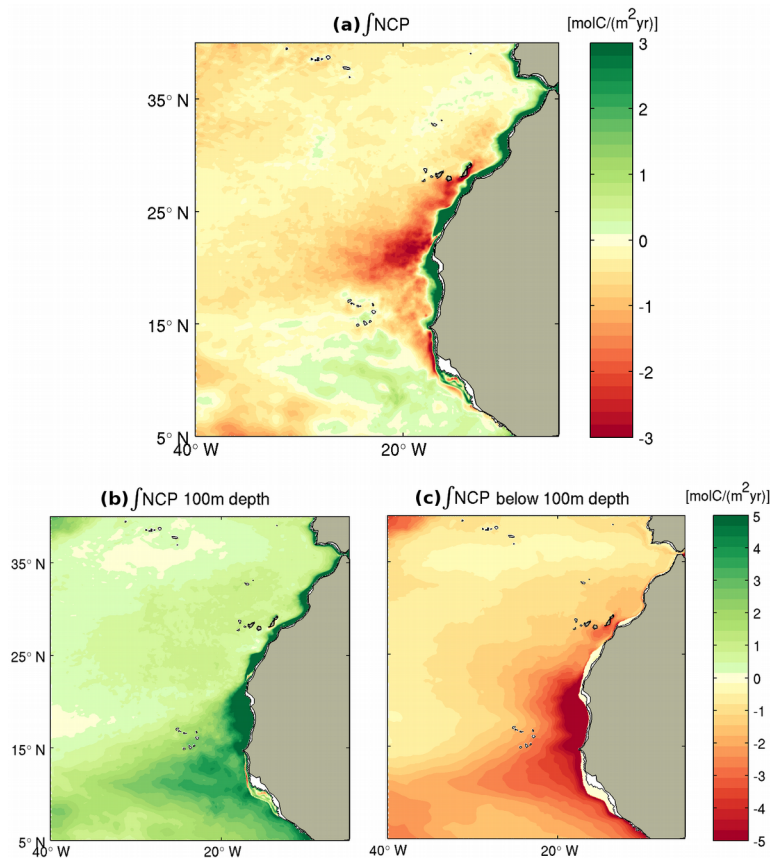 (a) ∫NCP [molC/(m²yr)]
35° N
25° N
15° N
5° N
40° W 20° W
3
2
1
0
-1
-2
-3
(b) ∫NCP 100m depth
35° N
25° N
15° N
5° N
40° W 20° W
(c) ∫NCP below 100m depth [molC/(m²yr)]
40° W 20° W
5
4
3
2
1
0
-1
-2
-3
-4
-5